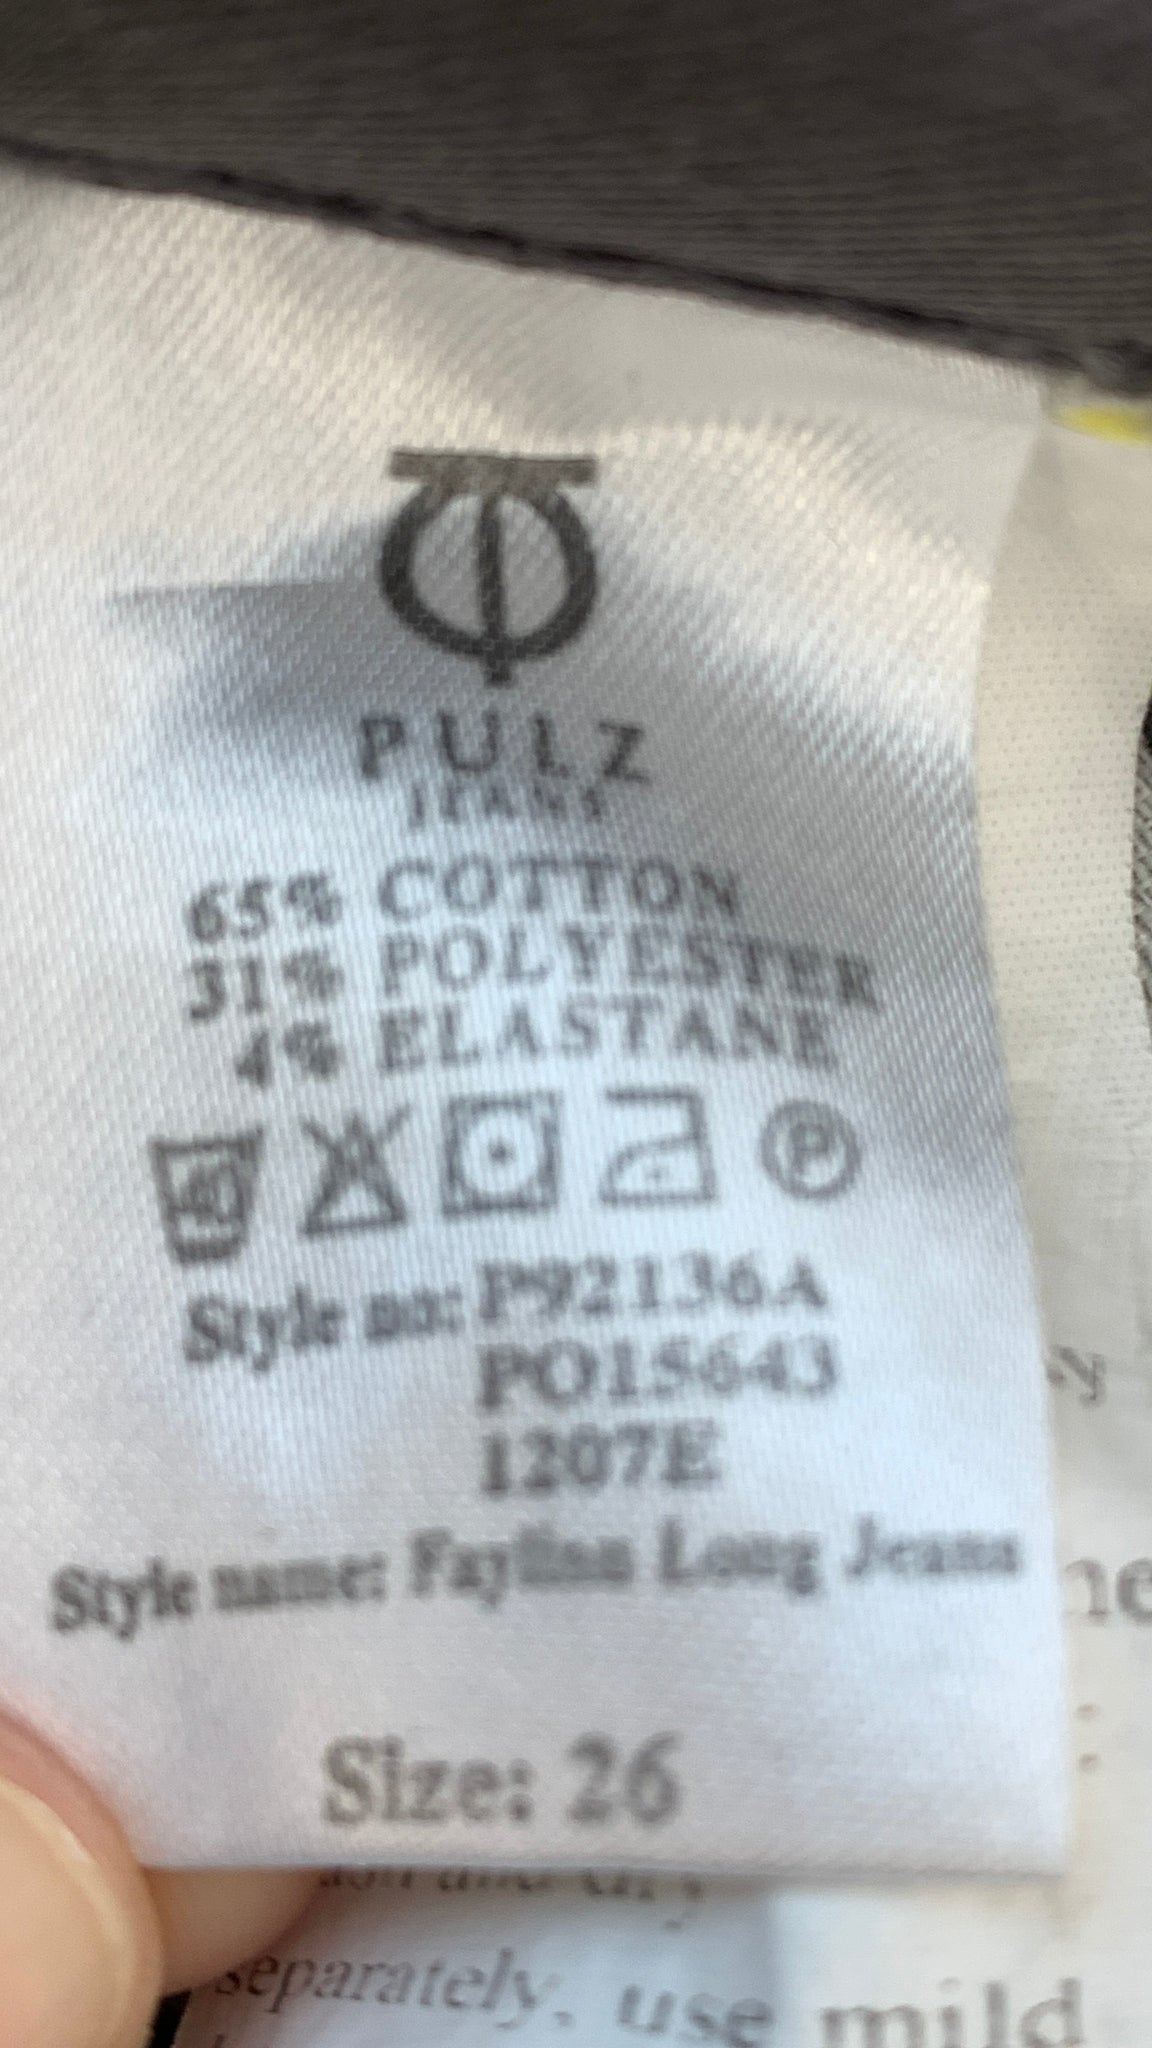 PULZ
JEANS
65% COTTON
31% POLYESTER
4% ELASTANE
P
Style no: P92136A
PO15643
1207E
Style name: Long Jeans
Size: 26
separately, use mild